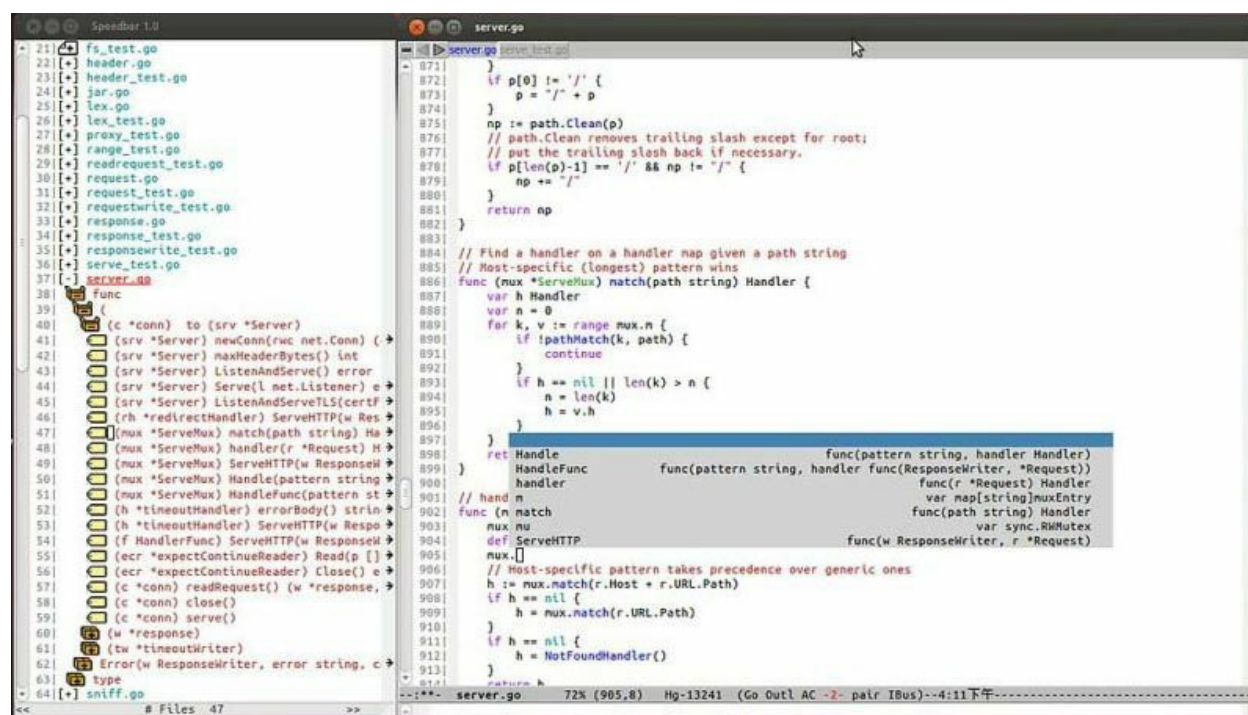 Speedbar 1.0
21 [+] fs_test.go
22 [+] header.go
23 [+] header_test.go
24 [+] jar.go
25 [+] lex.go
26 [+] lex_test.go
27 [+] proxy_test.go
28 [+] range_test.go
29 [+] readrequest_test.go
30 [+] request.go
31 [+] request_test.go
32 [+] requestwrite_test.go
33 [+] response.go
34 [+] response_test.go
35 [+] responsewrite_test.go
36 [+] serve_test.go
37 [-] server.go
38 func
39 (
40 (c *conn) to (srv *Server)
41 (srv *Server) newConn(rwc net.Conn) (
42 (srv *Server) maxHeaderBytes() int
43 (srv *Server) ListenAndServe() error
44 (srv *Server) Serve(l net.Listener) e
45 (srv *Server) ListenAndServeTLS(certF
46 (rh *redirectHandler) ServeHTTP(w Res
47 (mux *ServeMux) match(path string) Ha
48 (mux *ServeMux) handler(r *Request) H
49 (mux *ServeMux) ServeHTTP(w ResponseW
50 (mux *ServeMux) Handle(pattern string
51 (mux *ServeMux) HandleFunc(pattern st
52 (h *timeoutHandler) errorBody() strin
53 (h *timeoutHandler) ServeHTTP(w Respo
54 (f HandlerFunc) ServeHTTP(w ResponseW
55 (ecr *expectContinueReader) Read(p []
56 (ecr *expectContinueReader) Close() e
57 (c *conn) readRequest() (w *response,
58 (c *conn) close()
59 (c *conn) serve()
60 (w *response)
61 (tw *timeoutWriter)
62 Error(w ResponseWriter, error string, c
63 type
64 [+] sniff.go
<< # Files 47 >>
server.go
server.go serve_test.go
871 }
872 if p[0] != '/' {
873 p = "/" + p
874 }
875 np := path.Clean(p)
876 // path.Clean removes trailing slash except for root;
877 // put the trailing slash back if necessary.
878 if p[len(p)-1] == '/' && np != "/" {
879 np += "/"
880 }
881 return np
882 }
883
884 // Find a handler on a handler map given a path string
885 // Most-specific (longest) pattern wins
886 func (mux *ServeMux) match(path string) Handler {
887 var h Handler
888 var n = 0
889 for k, v := range mux.m {
890 if !pathMatch(k, path) {
891 continue
892 }
893 if h == nil || len(k) > n {
894 n = len(k)
895 h = v.h
896 }
897 }
898 ret
899 }
900
901 // hand
902 func (m
903 mux
904 def
Handle func(pattern string, handler Handler)
HandleFunc func(pattern string, handler func(ResponseWriter, *Request))
handler func(r *Request) Handler
m var map[string]muxEntry
match func(path string) Handler
mu var sync.RWMutex
ServeHTTP func(w ResponseWriter, r *Request)
905 mux.
906 // Host-specific pattern takes precedence over generic ones
907 h := mux.match(r.Host + r.URL.Path)
908 if h == nil {
909 h = mux.match(r.URL.Path)
910 }
911 if h == nil {
912 h = NotFoundHandler()
913 }
914 return h
--:**- server.go 72% (905,8) Hg-13241 (Go Outl AC -2- pair IBus)--4:11下午